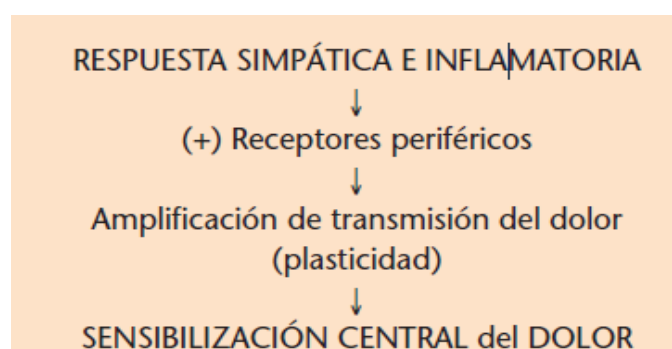 RESPUESTA SIMPÁTICA E INFLAMATORIA
↓
(+) Receptores periféricos
↓
Amplificación de transmisión del dolor
(plasticidad)
↓
SENSIBILIZACIÓN CENTRAL del DOLOR